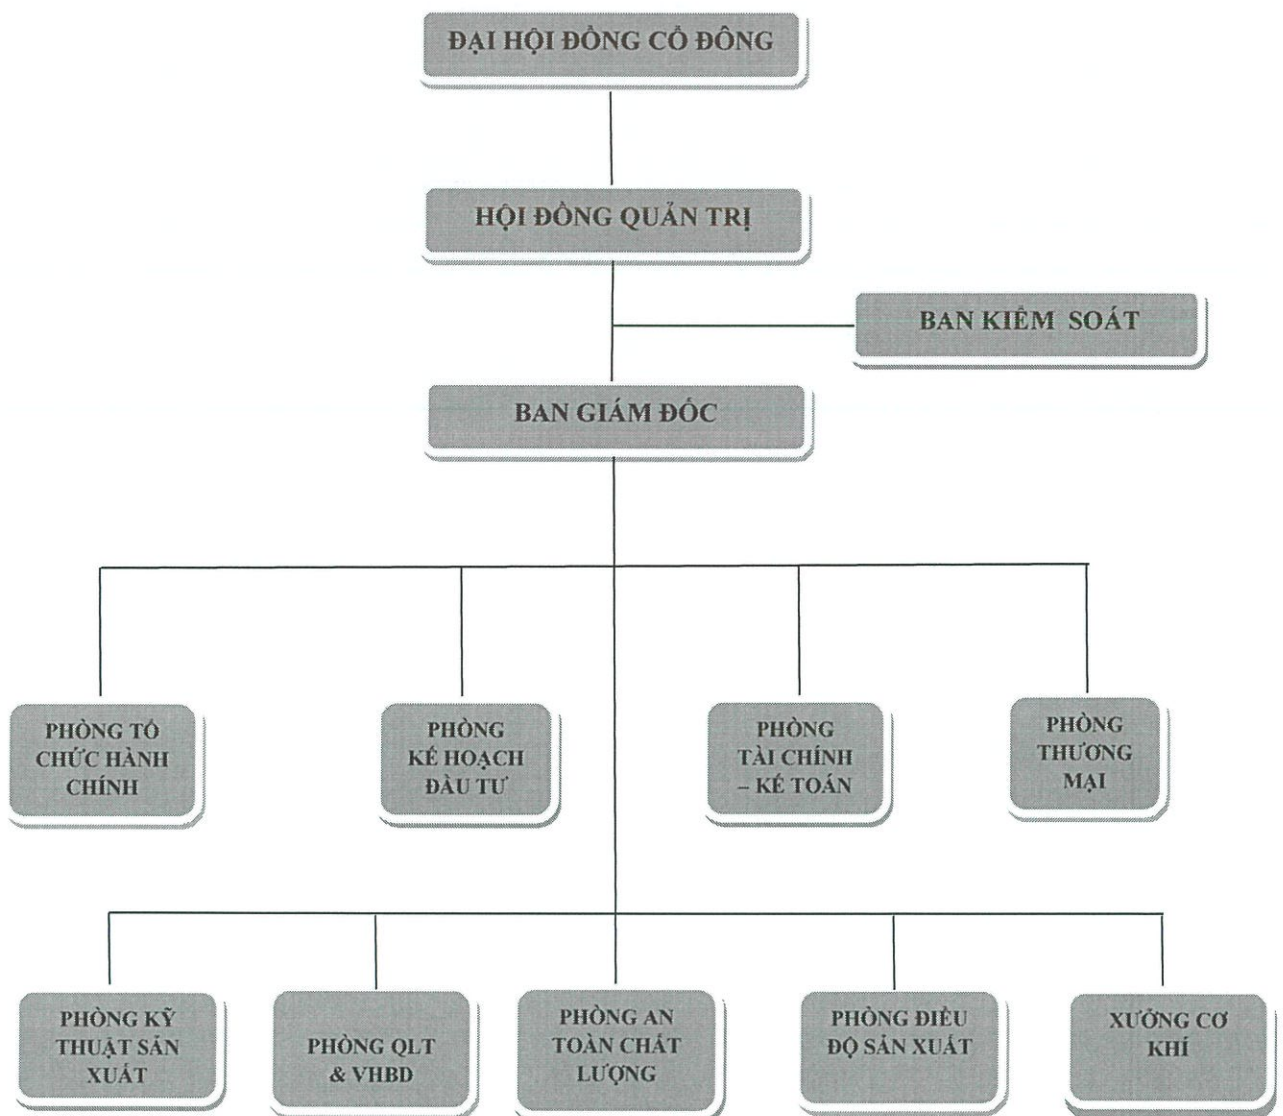 ĐẠI HỘI ĐỒNG CỔ ĐÔNG
HỘI ĐỒNG QUẢN TRỊ
BAN KIỂM SOÁT
BAN GIÁM ĐỐC
PHÒNG TỔ
CHỨC HÀNH
CHÍNH
PHÒNG
KẾ HOẠCH
ĐẦU TƯ
PHÒNG
TÀI CHÍNH
– KẾ TOÁN
PHÒNG
THƯƠNG
MẠI
PHÒNG KỸ
THUẬT SẢN
XUẤT
PHÒNG QLT
& VHBD
PHÒNG AN
TOÀN CHẤT
LƯỢNG
PHÒNG ĐIỀU
ĐỘ SẢN XUẤT
XƯỞNG CƠ
KHÍ